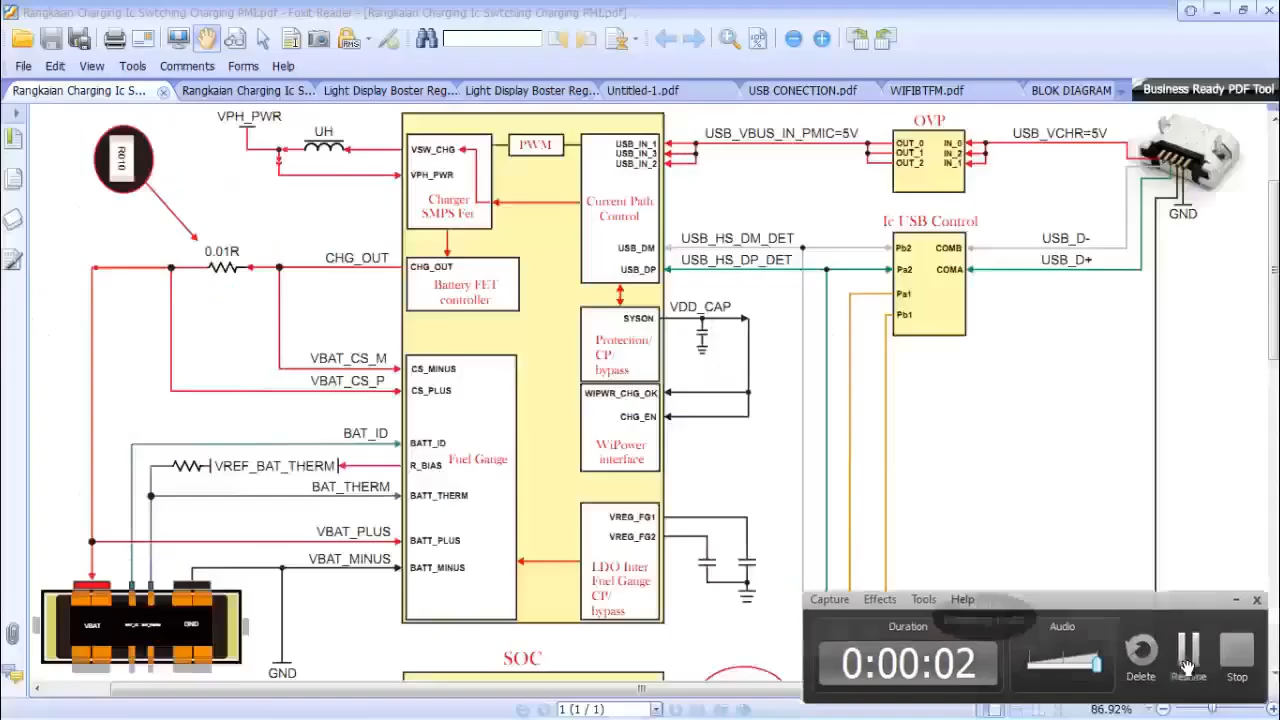 Rangkaian Charging Ic Switching Charging PMI.pdf - Foxit Reader - [Rangkaian Charging Ic Switching Charging PMI.pdf]
File Edit View Tools Comments Forms Help
Rangkaian Charging Ic S... Rangkaian Charging Ic S... Light Display Boster Reg... Light Display Boster Reg... Untitled-1.pdf USB CONECTION.pdf WIFIBTFM.pdf BLOK DIAGRAM Business Ready PDF Tool
VPH_PWR
UH
R010
VSW_CHG
VPH_PWR
Charger
SMPS Fet
PWM
USB_IN_1
USB_IN_3
USB_IN_2
Current Path
Control
USB_DM
USB_DP
USB_VBUS_IN_PMIC=5V
OVP
OUT_0 IN_0
OUT_1 IN_2
OUT_2 IN_1
USB_VCHR=5V
GND
Ic USB Control
USB_HS_DM_DET
USB_HS_DP_DET
Pb2 COMB
Pa2 COMA
Pa1
Pb1
USB_D-
USB_D+
0.01R
CHG_OUT
CHG_OUT
Battery FET
controller
VDD_CAP
SYSON
Protection/
CP/
bypass
WIPWR_CHG_OK
CHG_EN
WiPower
interface
VBAT_CS_M
VBAT_CS_P
CS_MINUS
CS_PLUS
BAT_ID
BATT_ID
Fuel Gauge
VREF_BAT_THERM
R_BIAS
BAT_THERM
BATT_THERM
VBAT_PLUS
BATT_PLUS
VBAT_MINUS
BATT_MINUS
VREG_FG1
VREG_FG2
LDO Inter
Fuel Gauge
CP/
bypass
VBAT
GND
GND
SOC
Capture Effects Tools Help
Duration Audio
0:00:02
Delete Resume Stop
1 (1 / 1) 86.92%